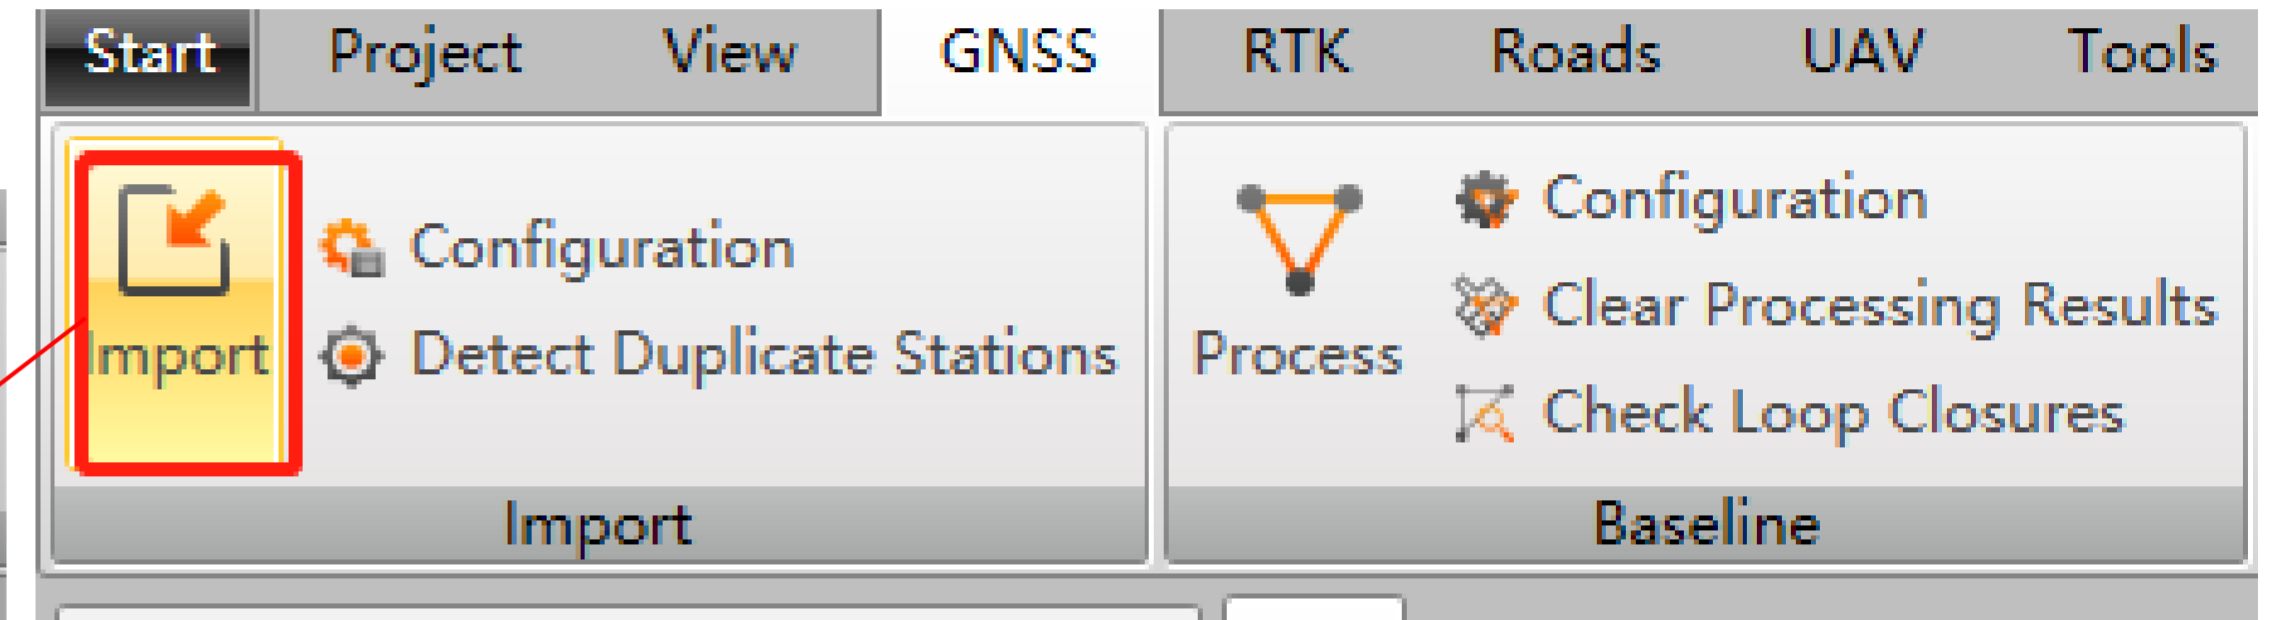 Start Project View GNSS RTK Roads UAV Tools
Import
Configuration
Detect Duplicate Stations
Import
Process
Configuration
Clear Processing Results
Check Loop Closures
Baseline